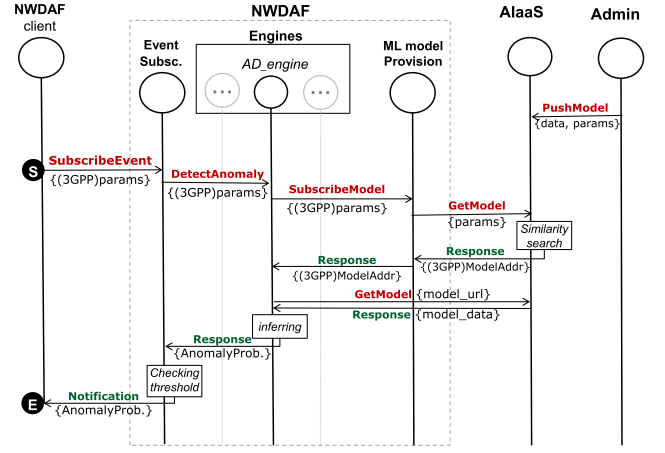 NWDAF
client
NWDAF
AIaaS
Admin
Event
Subsc.
Engines
AD_engine
ML model
Provision
PushModel
{data, params}
S
SubscribeEvent
{(3GPP)params}
DetectAnomaly
{(3GPP)params}
SubscribeModel
{(3GPP)params}
GetModel
{params}
Similarity
search
Response
{(3GPP)ModelAddr}
Response
{(3GPP)ModelAddr}
GetModel {model_url}
Response {model_data}
inferring
Response
{AnomalyProb.}
Checking
threshold
E
Notification
{AnomalyProb.}